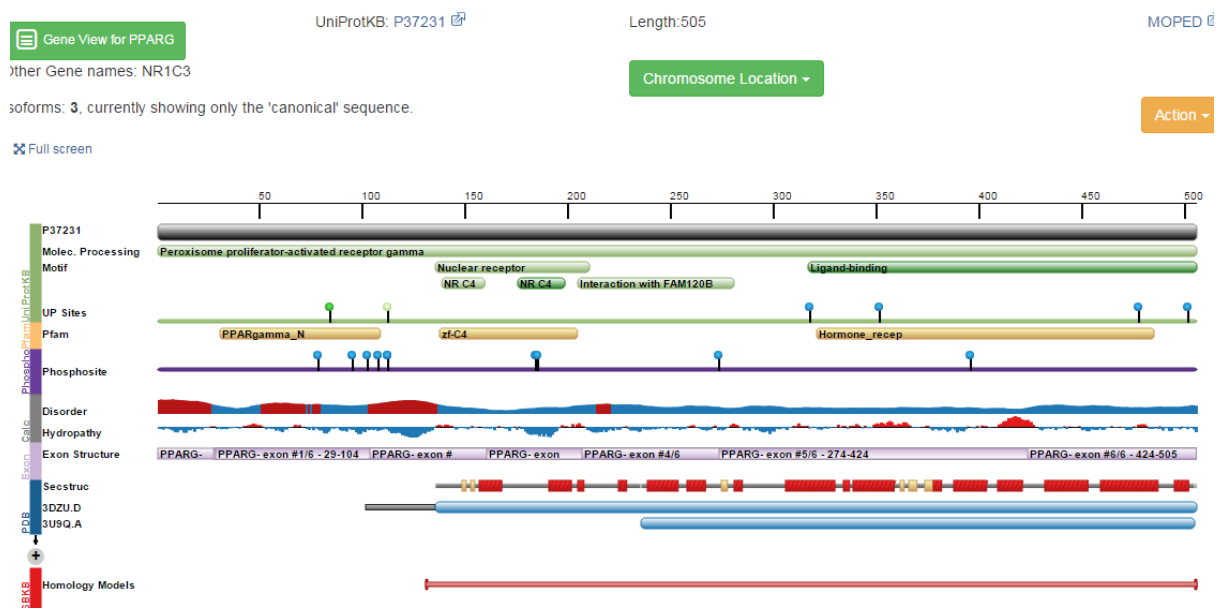 UniProtKB: P37231
Length:505
MOPED
Gene View for PPARG
Other Gene names: NR1C3
Chromosome Location
soforms: 3, currently showing only the 'canonical' sequence.
Action
Full screen
50 100 150 200 250 300 350 400 450 500
P37231
Molec. Processing Peroxisome proliferator-activated receptor gamma
Motif Nuclear receptor Ligand-binding
NR C4 NR C4 Interaction with FAM120B
UniProtKB
UP Sites
Pfam
Pfam PPARgamma_N zf-C4 Hormone_recep
Phospho
Phosphosite
Calc
Disorder
Hydropathy
Exon
Exon Structure PPARG- PPARG- exon #1/6 - 29-104 PPARG- exon # PPARG- exon PPARG- exon #4/6 PPARG- exon #5/6 - 274-424 PPARG- exon #6/6 - 424-505
Secstruc
PDB
3DZU.D
3U9Q.A
Homology Models
SBKB